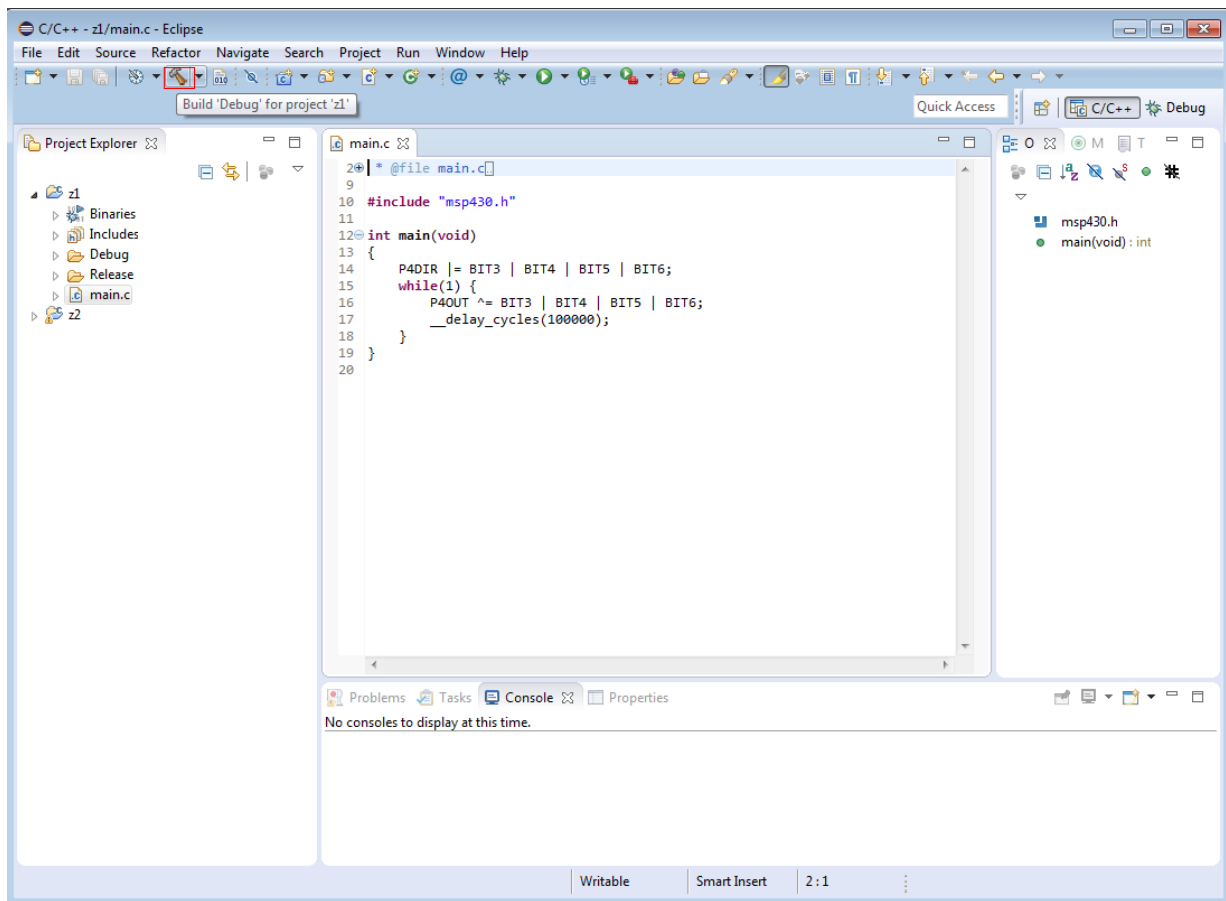 C/C++ - z1/main.c - Eclipse
File Edit Source Refactor Navigate Search Project Run Window Help
010
Build 'Debug' for project 'z1'
Quick Access
C/C++ Debug
Project Explorer
z1
Binaries
Includes
Debug
Release
main.c
z2
main.c
2 * @file main.c
9
10 #include "msp430.h"
11
12 int main(void)
13 {
14 P4DIR |= BIT3 | BIT4 | BIT5 | BIT6;
15 while(1) {
16 P4OUT ^= BIT3 | BIT4 | BIT5 | BIT6;
17 __delay_cycles(100000);
18 }
19 }
20
O M T
msp430.h
main(void) : int
Problems Tasks Console Properties
No consoles to display at this time.
Writable Smart Insert 2 : 1